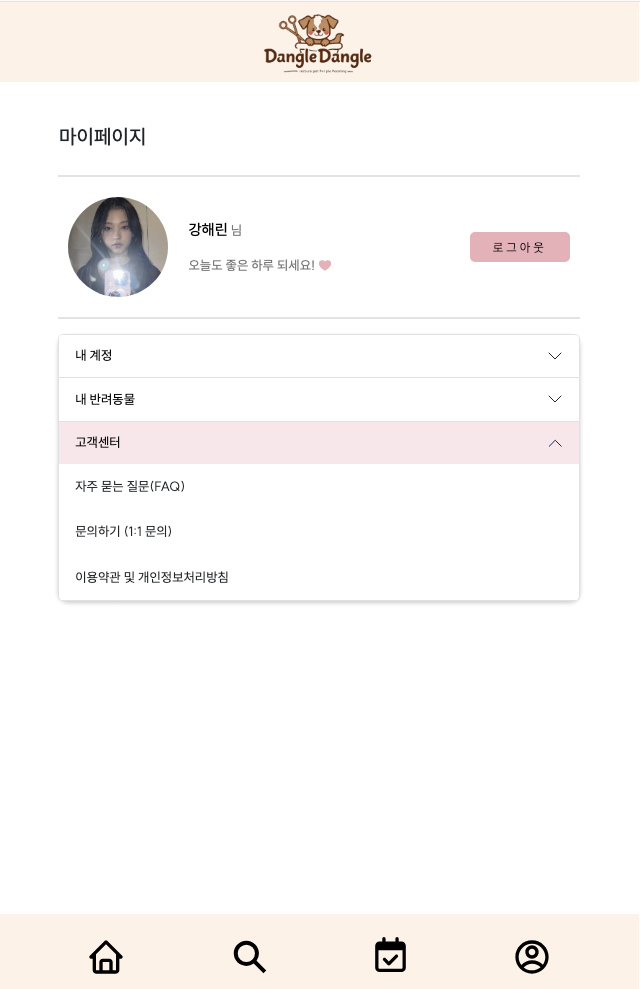 DangleDangle
마이페이지
강해린 님
오늘도 좋은 하루 되세요!
로그아웃
내 계정
내 반려동물
고객센터
자주 묻는 질문(FAQ)
문의하기 (1:1 문의)
이용약관 및 개인정보처리방침